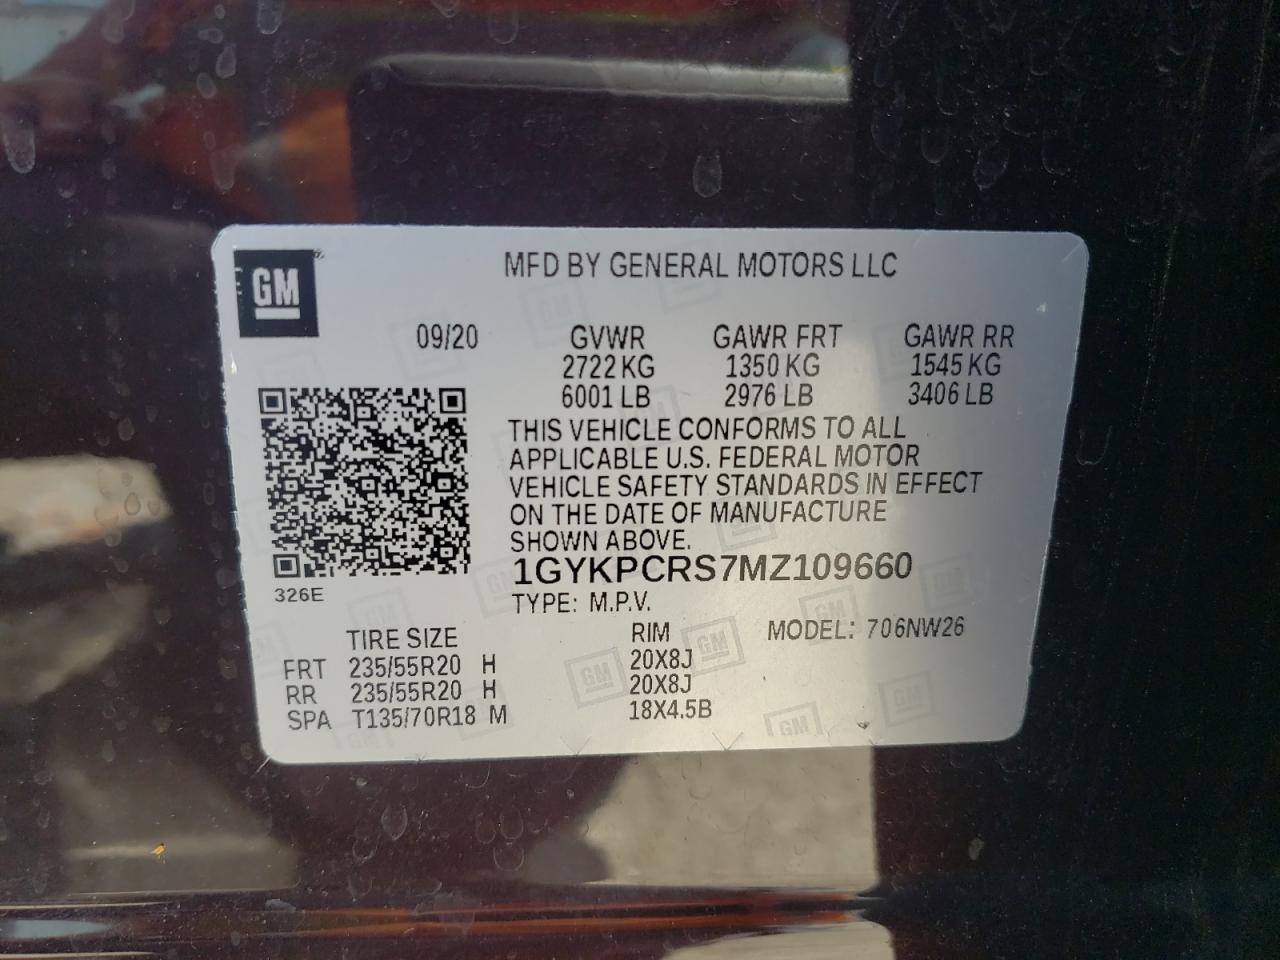 GM
MFD BY GENERAL MOTORS LLC
09/20 GVWR GAWR FRT GAWR RR
2722 KG 1350 KG 1545 KG
6001 LB 2976 LB 3406 LB
THIS VEHICLE CONFORMS TO ALL
APPLICABLE U.S. FEDERAL MOTOR
VEHICLE SAFETY STANDARDS IN EFFECT
ON THE DATE OF MANUFACTURE
SHOWN ABOVE.
1GYKPCRS7MZ109660
326E
TYPE: M.P.V.
TIRE SIZE RIM MODEL: 706NW26
FRT 235/55R20 H 20X8J
RR 235/55R20 H 20X8J
SPA T135/70R18 M 18X4.5B